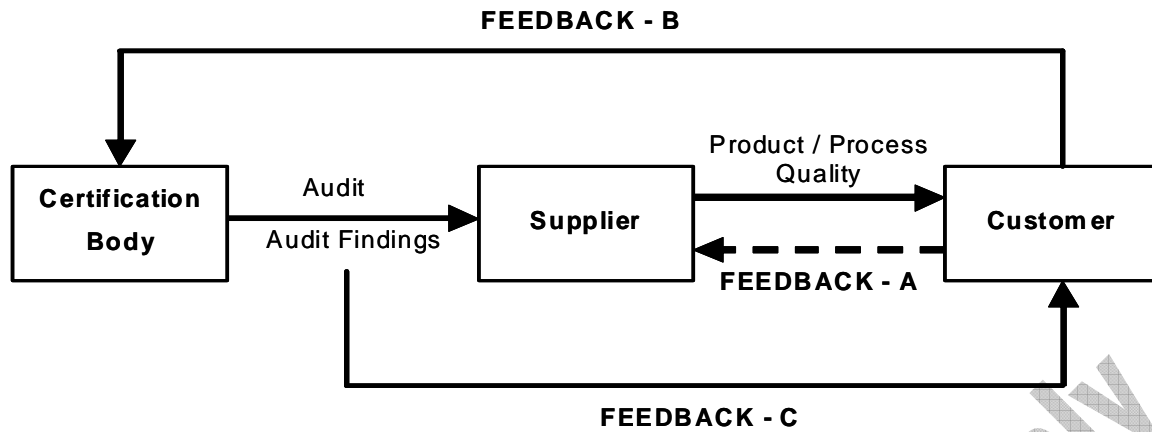 FEEDBACK - B
Product / Process
Quality
Certification
Body
Audit
Audit Findings
Supplier
Customer
FEEDBACK - A
FEEDBACK - C